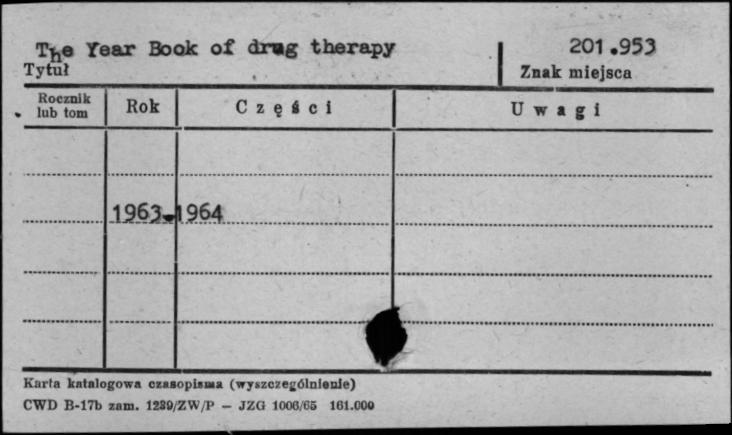 The Year Book of drug therapy 201.953
Tytuł Znak miejsca
Rocznik lub tom Rok Części Uwagi
1963-1964
Karta katalogowa czasopisma (wyszczególnienie)
CWD B-17b zam. 1239/ZW/P — JZG 1006/65 161.000